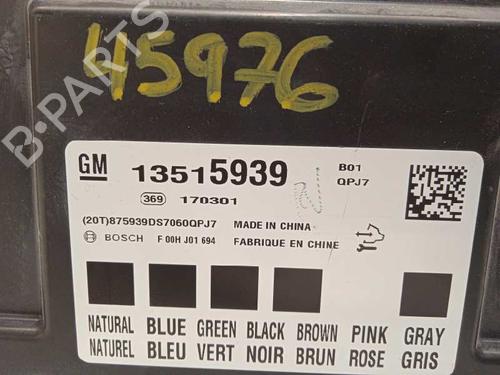 45976
B-PARTS
GM 13515939 B01
QPJ7
369 170301
(20T)875939DS7060QPJ7 MADE IN CHINA
BOSCH F 00H J01 694 FABRIQUE EN CHINE
NATURAL BLUE GREEN BLACK BROWN PINK GRAY
NATUREL BLEU VERT NOIR BRUN ROSE GRIS